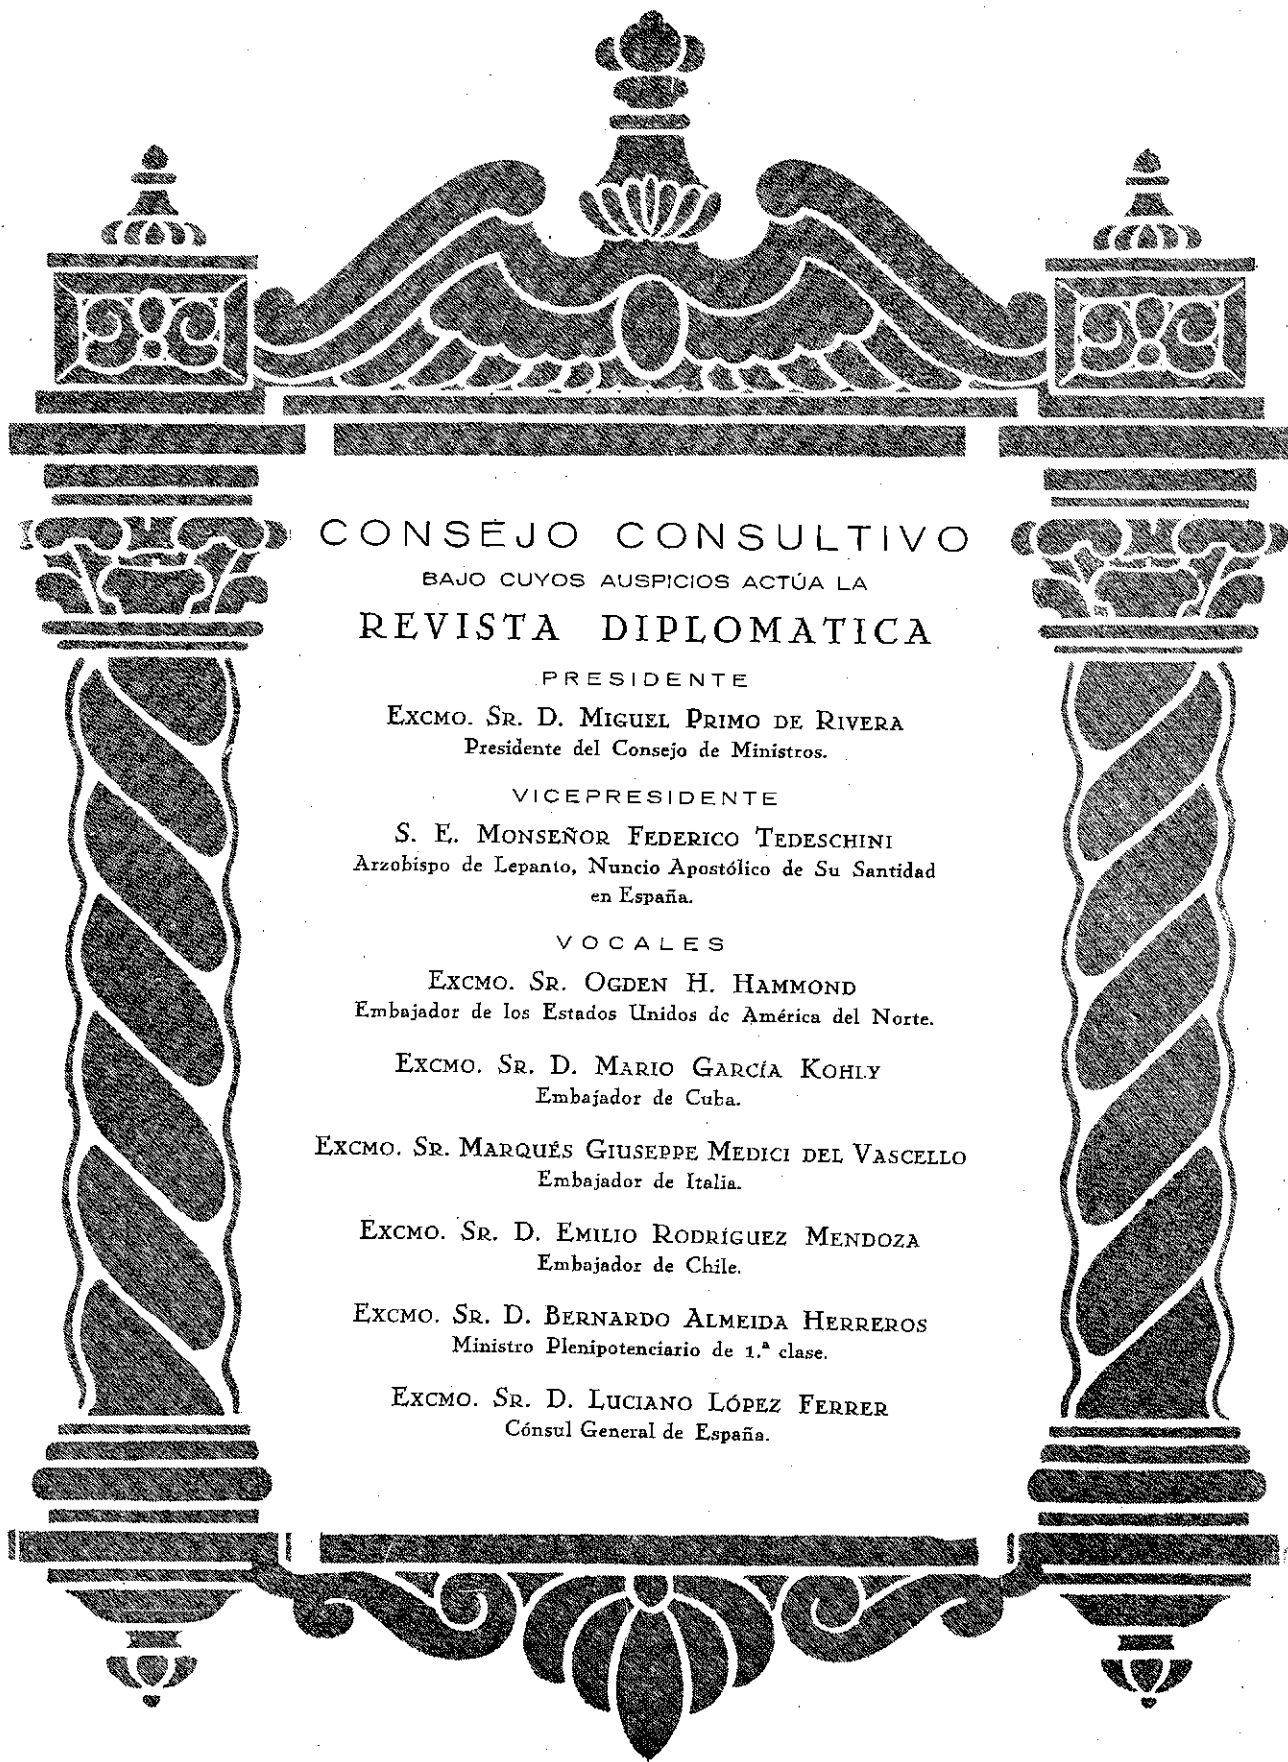 CONSEJO CONSULTIVO
BAJO CUYOS AUSPICIOS ACTÚA LA
REVISTA DIPLOMATICA
PRESIDENTE
EXCMO. SR. D. MIGUEL PRIMO DE RIVERA
Presidente del Consejo de Ministros.
VICEPRESIDENTE
S. E. MONSEÑOR FEDERICO TEDESCHINI
Arzobispo de Lepanto, Nuncio Apostólico de Su Santidad
en España.
VOCALES
EXCMO. SR. OGDEN H. HAMMOND
Embajador de los Estados Unidos de América del Norte.
EXCMO. SR. D. MARIO GARCÍA KOHLY
Embajador de Cuba.
EXCMO. SR. MARQUÉS GIUSEPPE MEDICI DEL VASCELLO
Embajador de Italia.
EXCMO. SR. D. EMILIO RODRÍGUEZ MENDOZA
Embajador de Chile.
EXCMO. SR. D. BERNARDO ALMEIDA HERREROS
Ministro Plenipotenciario de 1.ª clase.
EXCMO. SR. D. LUCIANO LÓPEZ FERRER
Cónsul General de España.